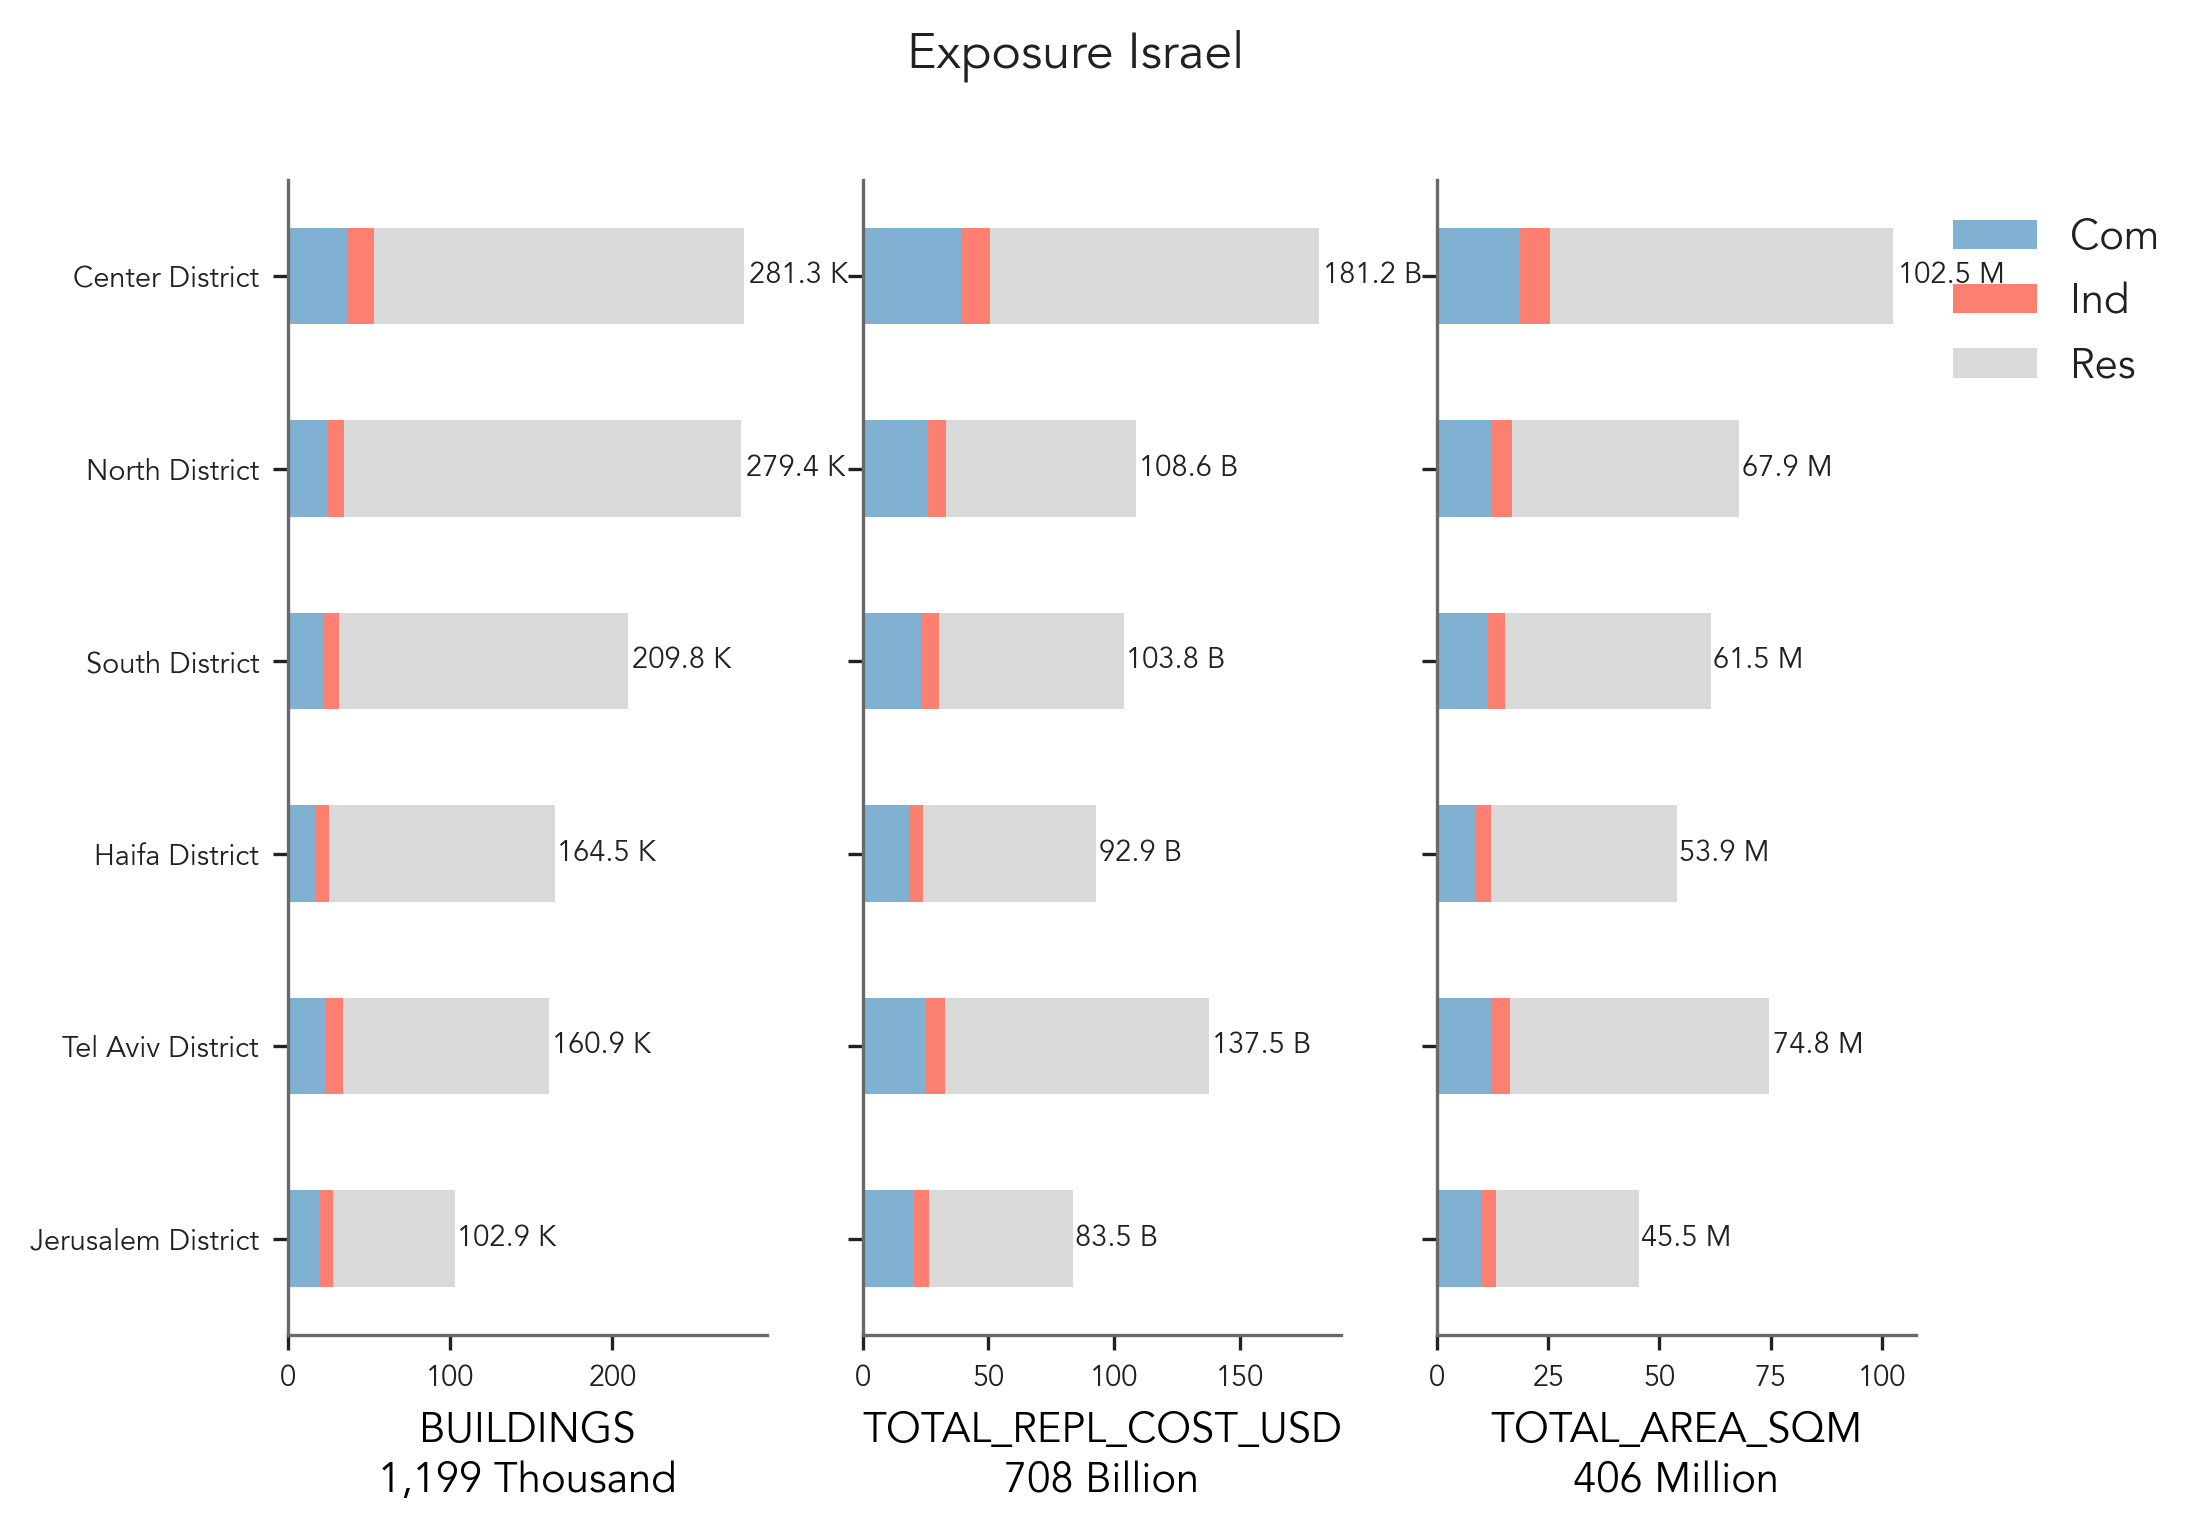 Exposure Israel
Center District
North District
South District
Haifa District
Tel Aviv District
Jerusalem District
281.3 K
279.4 K
209.8 K
164.5 K
160.9 K
102.9 K
0 100 200
BUILDINGS
1,199 Thousand
181.2 B
108.6 B
103.8 B
92.9 B
137.5 B
83.5 B
0 50 100 150
TOTAL_REPL_COST_USD
708 Billion
102.5 M
67.9 M
61.5 M
53.9 M
74.8 M
45.5 M
0 25 50 75 100
TOTAL_AREA_SQM
406 Million
Com
Ind
Res